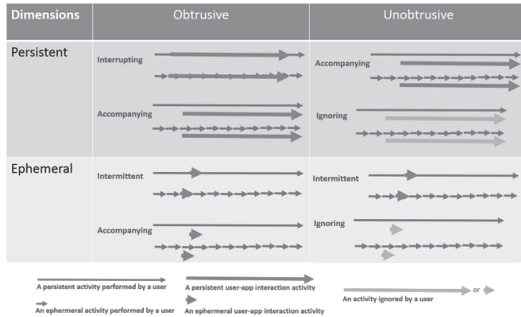 Dimensions Obtrusive Unobtrusive
Persistent
Interrupting
Accompanying
Accompanying
Ignoring
Ephemeral
Intermittent
Intermittent
Accompanying
Ignoring
A persistent activity performed by a user
An ephemeral activity performed by a user
A persistent user-app interaction activity
An ephemeral user-app interaction activity
or
An activity ignored by a user